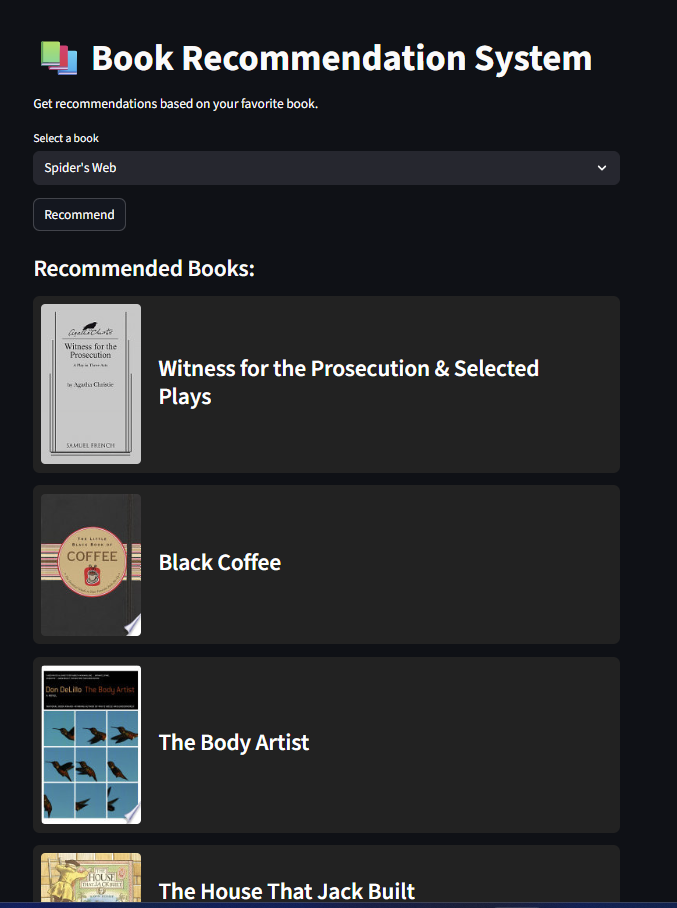 Book Recommendation System
Get recommendations based on your favorite book.
Select a book
Spider's Web
Recommend
Recommended Books:
Agatha Christie
Witness for the
Prosecution
A Play in Three Acts
by Agatha Christie
SAMUEL FRENCH
Witness for the Prosecution & Selected
Plays
THE LITTLE
BLACK BOOK OF
COFFEE
Black Coffee
Don DeLillo The Body Artist
The Body Artist
THE
HOUSE
THAT JACK BUILT
The House That Jack Built